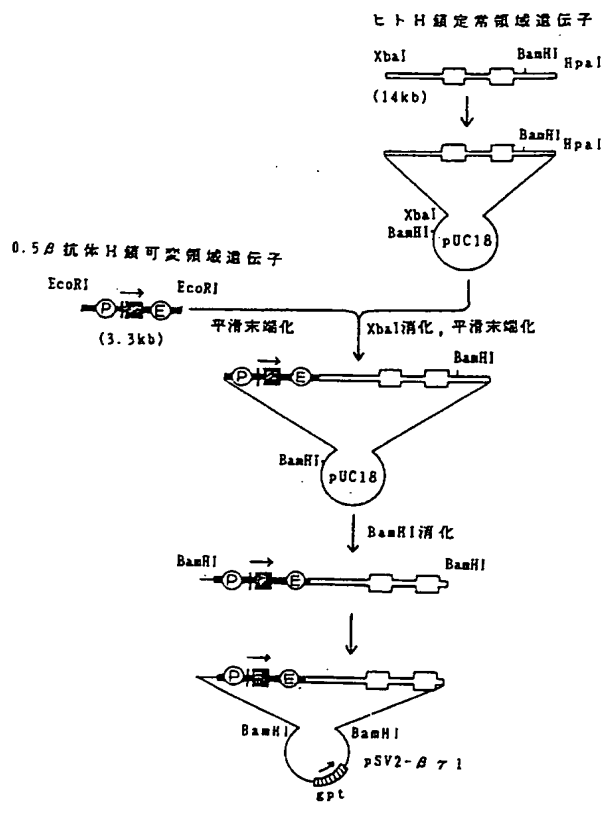 ヒトH鎖定常領域遺伝子
XbaI
BamHI
HpaI
(14kb)
BamHI
HpaI
XbaI
BamHI
pUC18
0.5β抗体H鎖可変領域遺伝子
EcoRI
EcoRI
P
E
(3.3kb)
平滑末端化
XbaI消化,平滑末端化
BamHI
P
E
BamHI
pUC18
BamHI消化
BamHI
BamHI
P
E
P
E
BamHI
BamHI
pSV2-βγ1
gpt